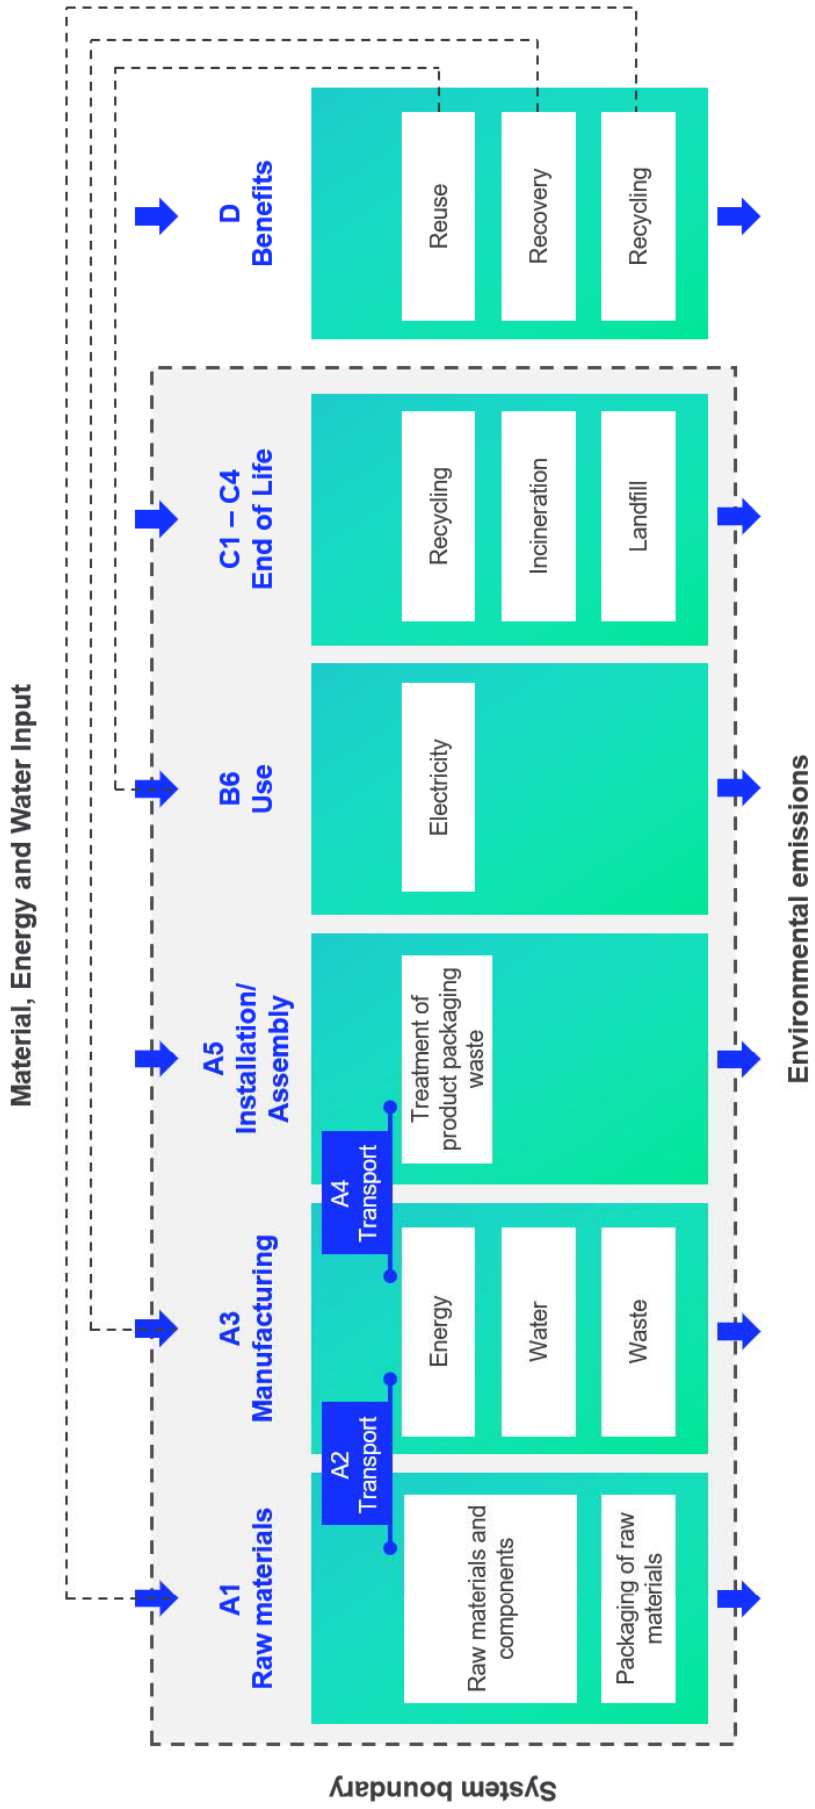 Material, Energy and Water Input
A1
Raw materials
A3
Manufacturing
A5
Installation/
Assembly
B6
Use
C1 – C4
End of Life
D
Benefits
A2
Transport
A4
Transport
Raw materials and
components
Packaging of raw
materials
Energy
Water
Waste
Treatment of
product packaging
waste
Electricity
Recycling
Incineration
Landfill
Reuse
Recovery
Recycling
System boundary
Environmental emissions